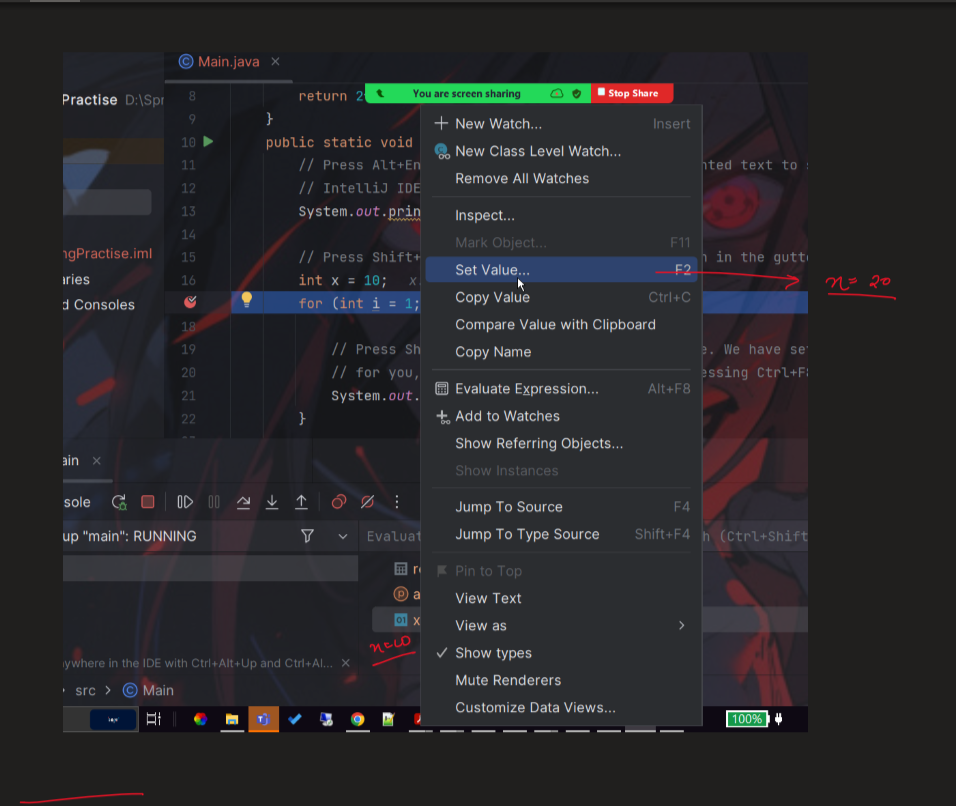 Main.java ×
Practise D:\Spr
You are screen sharing Stop Share
8 return 2
9 }
10 public static void
11 // Press Alt+En nted text to
12 // IntelliJ IDE
13 System.out.prin
14
15 // Press Shift+ n in the gutte
16 int x = 10; x
for (int i = 1;
18
19 // Press Sh e. We have se
20 // for you, essing Ctrl+F8
21 System.out.
22 }
ngPractise.iml
aries
d Consoles
New Watch... Insert
New Class Level Watch...
Remove All Watches
Inspect...
Mark Object... F11
Set Value... F2
x = 20
Copy Value Ctrl+C
Compare Value with Clipboard
Copy Name
Evaluate Expression... Alt+F8
Add to Watches
Show Referring Objects...
Show Instances
Jump To Source F4
Jump To Type Source Shift+F4
Pin to Top
View Text
View as
Show types
Mute Renderers
Customize Data Views...
ain ×
sole
up "main": RUNNING
Evaluat h (Ctrl+Shift
re
a
01 x
x=10
ywhere in the IDE with Ctrl+Alt+Up and Ctrl+Al... ×
src > Main
100%